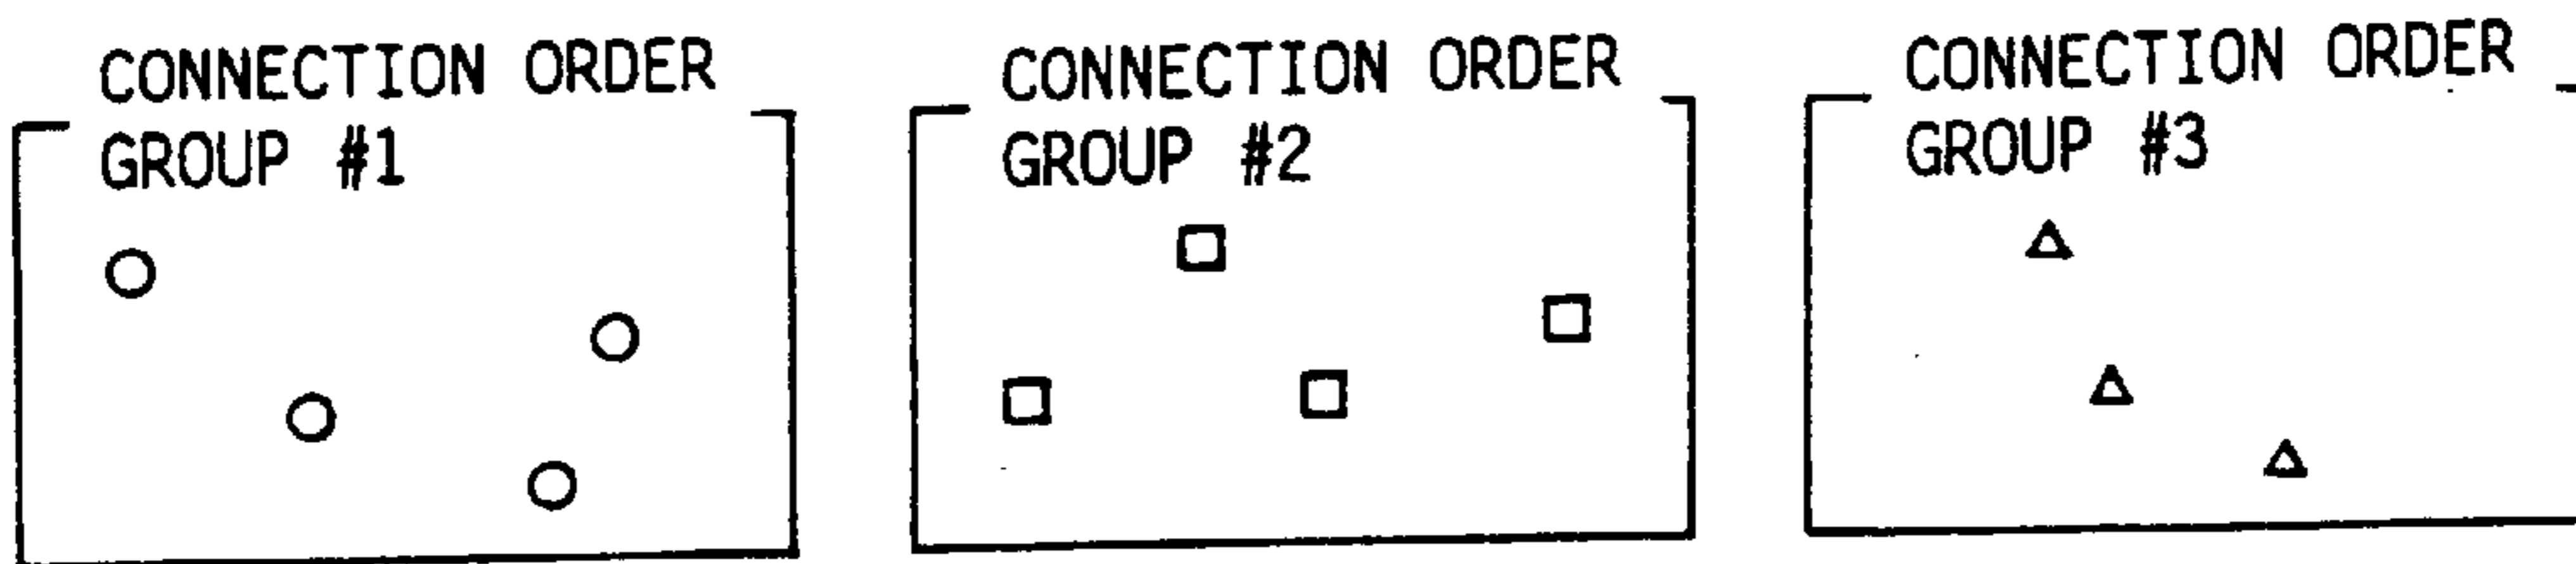 CONNECTION ORDER
GROUP #1
CONNECTION ORDER
GROUP #2
CONNECTION ORDER
GROUP #3